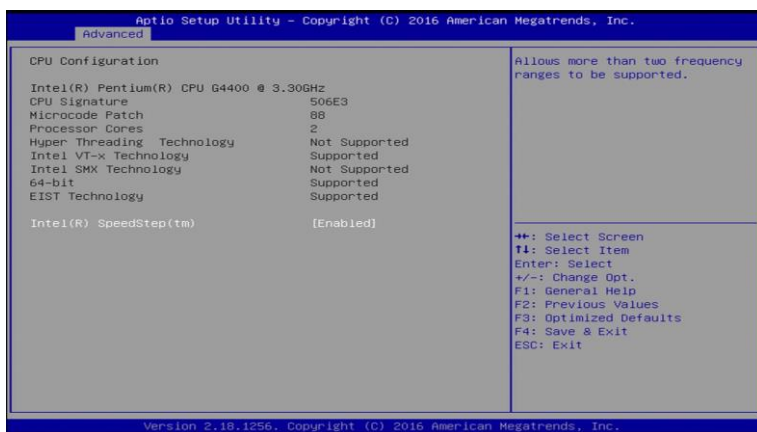 Aptio Setup Utility – Copyright (C) 2016 American Megatrends, Inc.
Advanced
CPU Configuration
Intel(R) Pentium(R) CPU G4400 @ 3.30GHz
CPU Signature 506E3
Microcode Patch 88
Processor Cores 2
Hyper Threading Technology Not Supported
Intel VT-x Technology Supported
Intel SMX Technology Not Supported
64-bit Supported
EIST Technology Supported
Intel(R) SpeedStep(tm) [Enabled]
Allows more than two frequency
ranges to be supported.
→←: Select Screen
↑↓: Select Item
Enter: Select
+/-: Change Opt.
F1: General Help
F2: Previous Values
F3: Optimized Defaults
F4: Save & Exit
ESC: Exit
Version 2.18.1256. Copyright (C) 2016 American Megatrends, Inc.